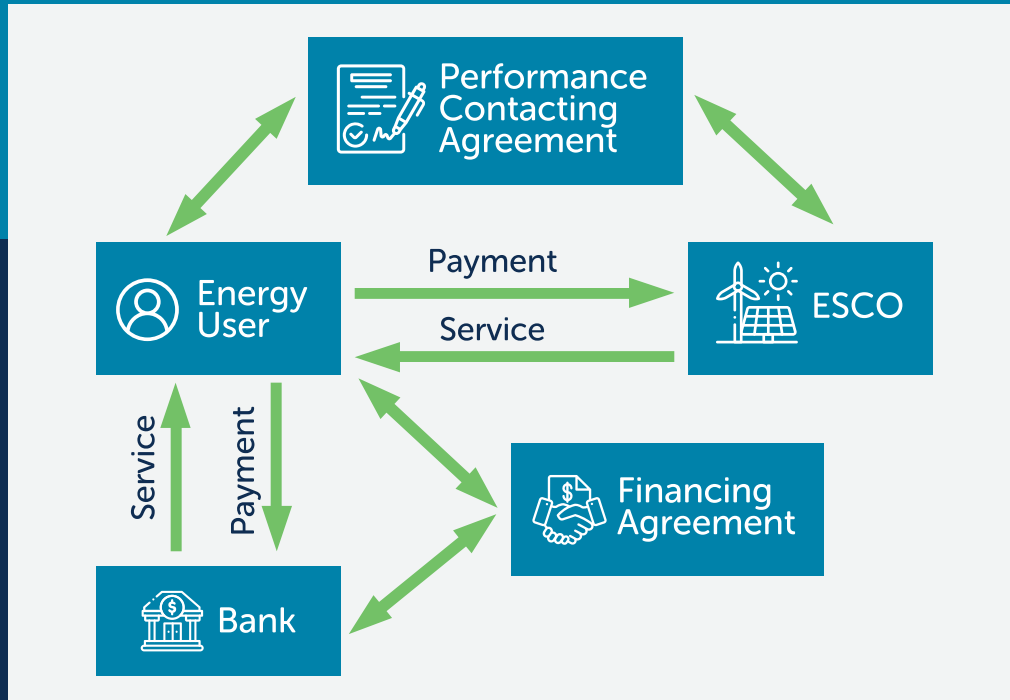 Performance
Contacting
Agreement
Payment
Energy
User
ESCO
Service
Service
Payment
$
Financing
Agreement
$
Bank